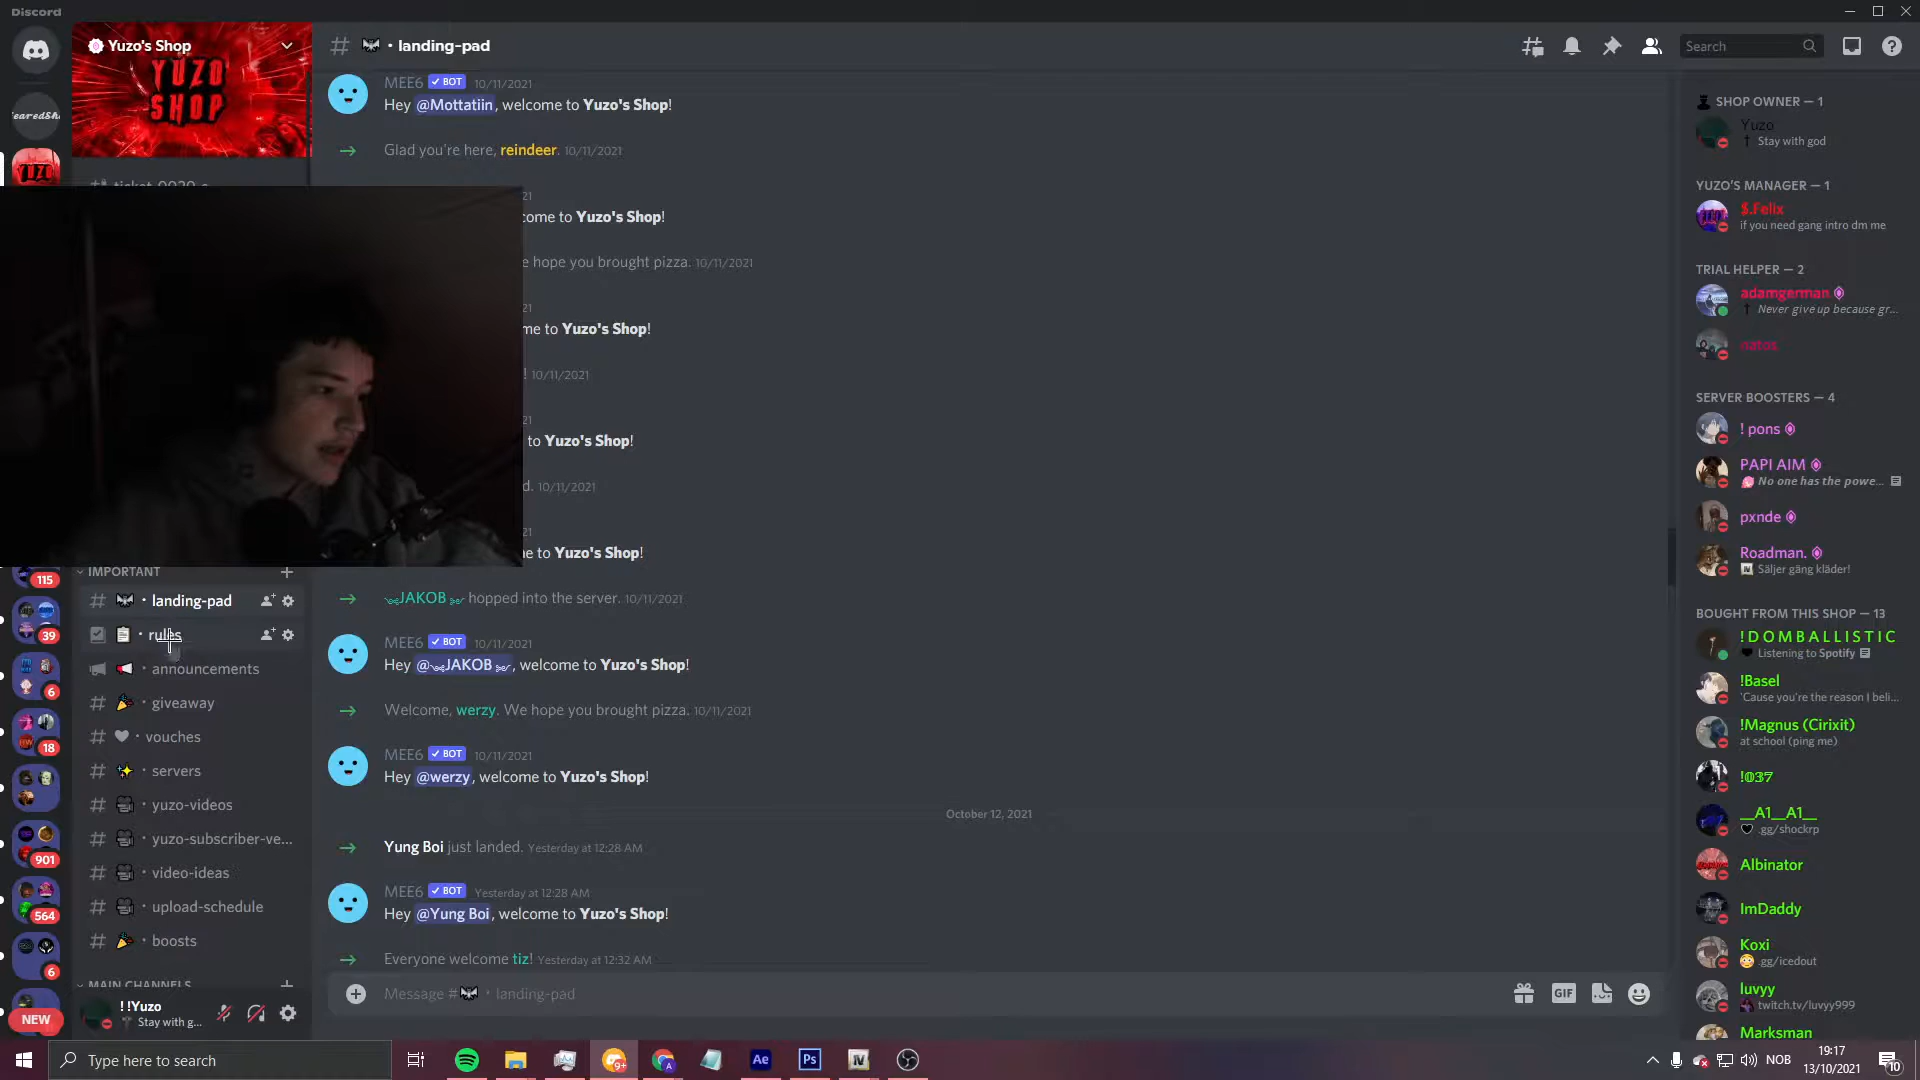 Discord
Yuzo's Shop
YUZO
SHOP
earedSh
YUZO
ticket-0020-s
IMPORTANT
landing-pad
rules
announcements
giveaway
vouches
servers
yuzo-videos
yuzo-subscriber-ve...
video-ideas
upload-schedule
boosts
MAIN CHANNELS
115
39
6
18
901
564
6
NEW
! !Yuzo
Stay with g...
# · landing-pad
Search
MEE6 ✓ BOT 10/11/2021
Hey @Mottatiin, welcome to Yuzo's Shop!
Glad you're here, reindeer. 10/11/2021
21
come to Yuzo's Shop!
e hope you brought pizza. 10/11/2021
21
me to Yuzo's Shop!
! 10/11/2021
21
to Yuzo's Shop!
d. 10/11/2021
21
e to Yuzo's Shop!
JAKOB hopped into the server. 10/11/2021
MEE6 ✓ BOT 10/11/2021
Hey @JAKOB, welcome to Yuzo's Shop!
Welcome, werzy. We hope you brought pizza. 10/11/2021
MEE6 ✓ BOT 10/11/2021
Hey @werzy, welcome to Yuzo's Shop!
October 12, 2021
Yung Boi just landed. Yesterday at 12:28 AM
MEE6 ✓ BOT Yesterday at 12:28 AM
Hey @Yung Boi, welcome to Yuzo's Shop!
Everyone welcome tiz! Yesterday at 12:32 AM
Message # · landing-pad
GIF
SHOP OWNER — 1
Yuzo
Stay with god
YUZO'S MANAGER — 1
$.Felix
if you need gang intro dm me
TRIAL HELPER — 2
adamgerman
Never give up because gr...
natos
SERVER BOOSTERS — 4
! pons
PAPI AIM
No one has the powe...
pxnde
Roadman.
Säljer gäng kläder!
BOUGHT FROM THIS SHOP — 13
! D O M B A L L I S T I C
Listening to Spotify
!Basel
'Cause you're the reason I beli...
!Magnus (Cirixit)
at school (ping me)
!037
__A1__A1__
.gg/shockrp
Albinator
ImDaddy
Koxi
.gg/icedout
luvyy
twitch.tv/luvyy999
Marksman
Type here to search
9+
A
Ae
Ps
IV
NOB
19:17
13/10/2021
10